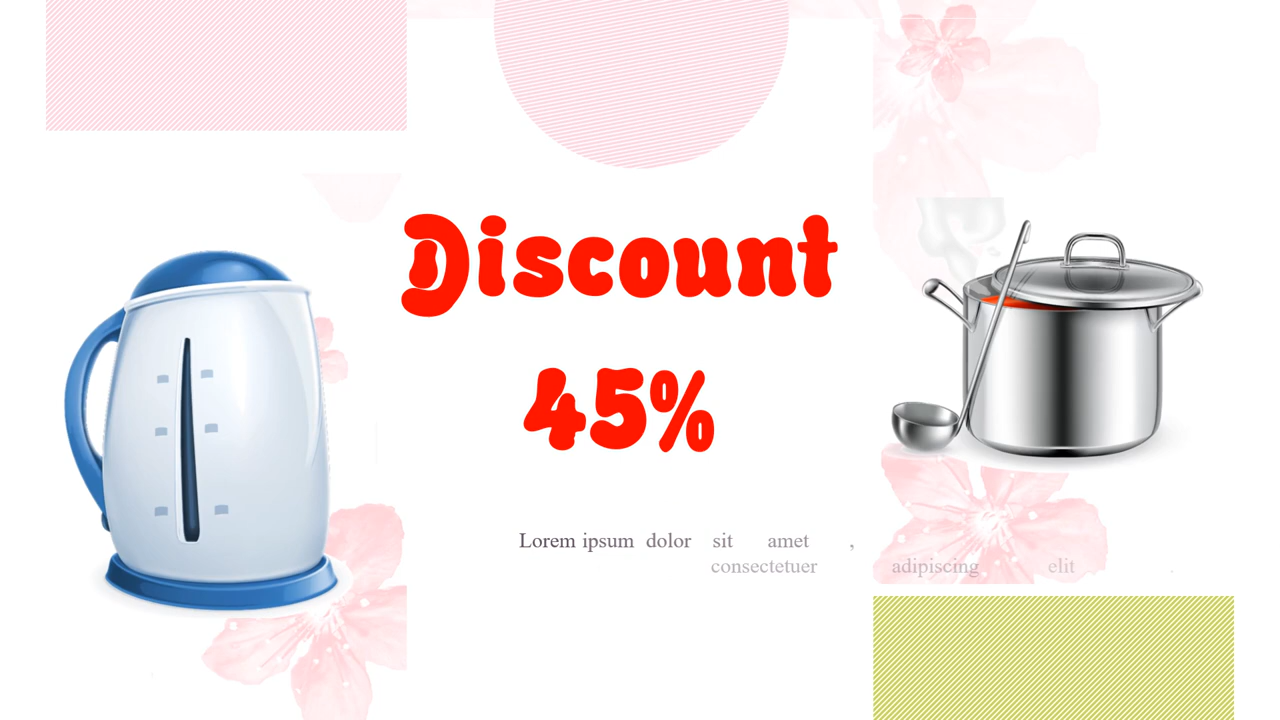 Discount
45%
Lorem ipsum dolor sit amet ,
consectetuer adipiscing elit .